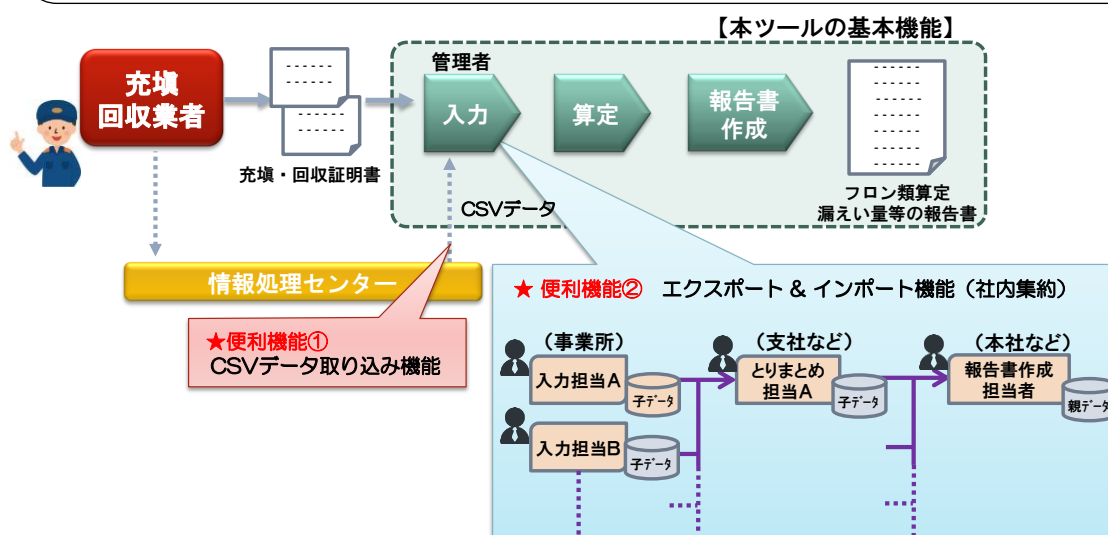 【本ツールの基本機能】
充塡
回収業者
充塡・回収証明書
管理者
入力
算定
報告書
作成
フロン類算定
漏えい量等の報告書
CSVデータ
情報処理センター
★便利機能①
CSVデータ取り込み機能
★ 便利機能② エクスポート & インポート機能（社内集約）
（事業所）
入力担当A
子データ
入力担当B
子データ
（支社など）
とりまとめ
担当A
子データ
（本社など）
報告書作成
担当者
親データ